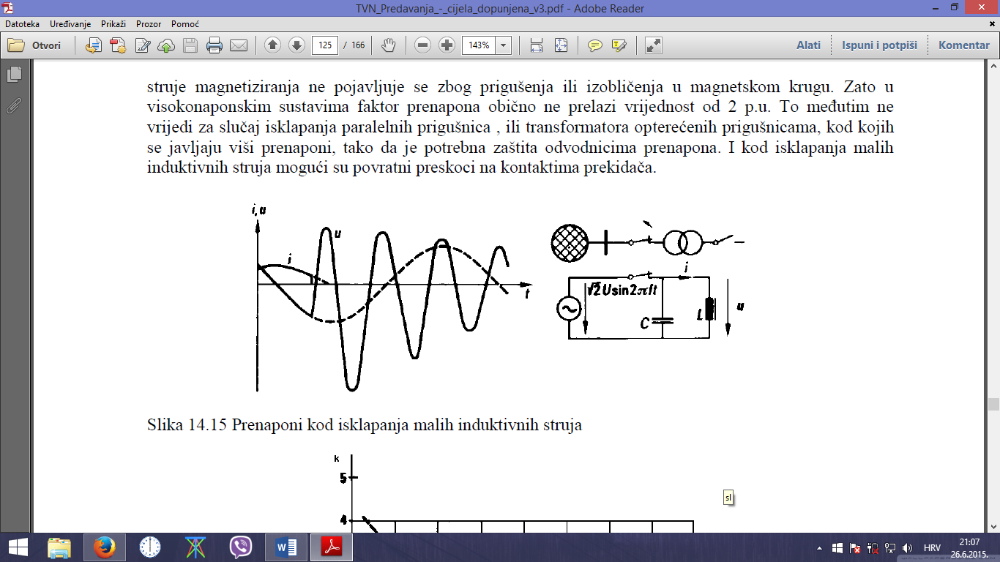 TVN_Predavanja_-_cijela_dopunjena_v3.pdf - Adobe Reader
Datoteka Uređivanje Prikaži Prozor Pomoć
Otvori 125 / 166 143% Alati Ispuni i potpiši Komentar
struje magnetiziranja ne pojavljuje se zbog prigušenja ili izobličenja u magnetskom krugu. Zato u
visokonaponskim sustavima faktor prenapona obično ne prelazi vrijednost od 2 p.u. To međutim ne
vrijedi za slučaj isklapanja paralelnih prigušnica , ili transformatora opterećenih prigušnicama, kod kojih
se javljaju viši prenaponi, tako da je potrebna zaštita odvodnicima prenapona. I kod isklapanja malih
induktivnih struja mogući su povratni preskoci na kontaktima prekidača.
i,u
u
i
t
i
√2 U sin 2πft
C
L
u
Slika 14.15 Prenaponi kod isklapanja malih induktivnih struja
k
5
sl
4
HRV
21:07
26.6.2015.